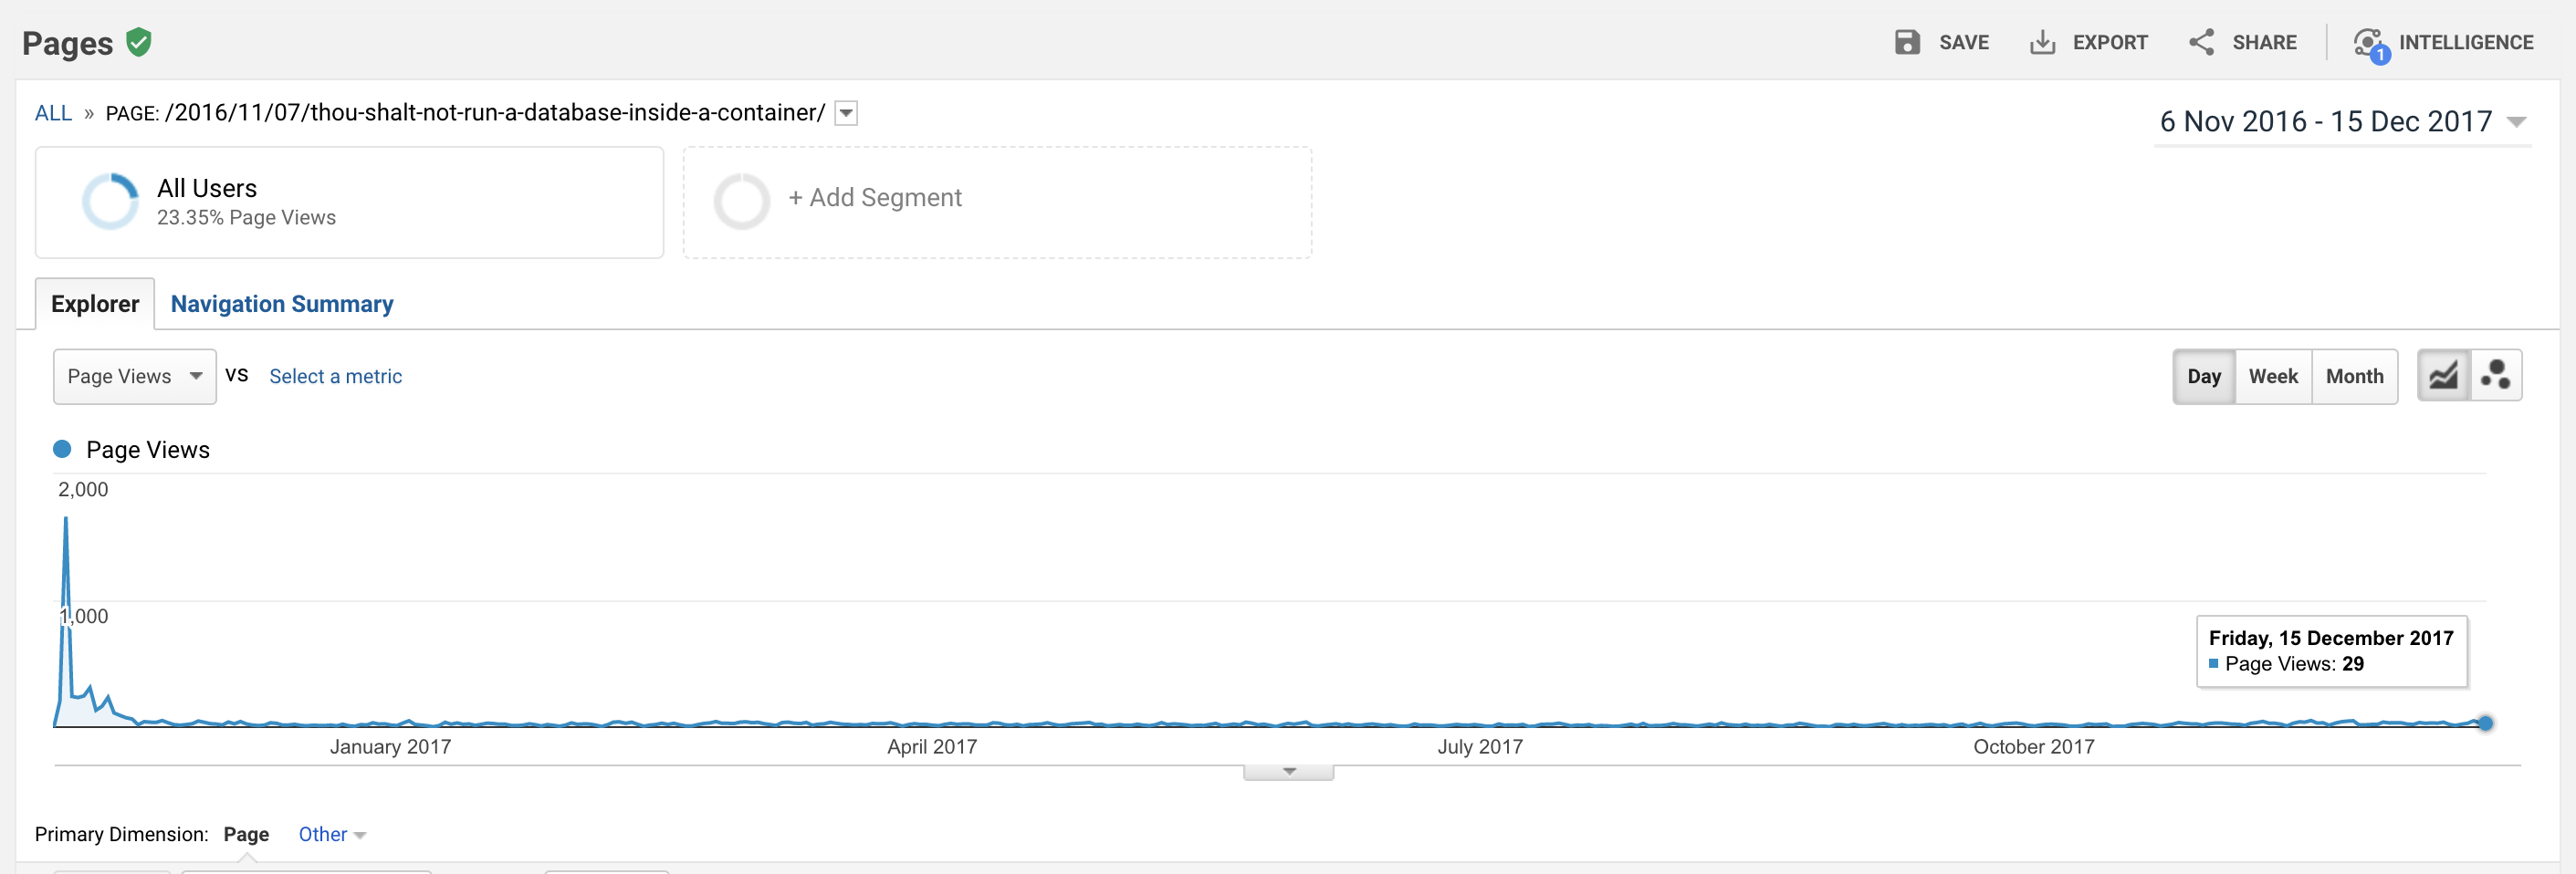 Pages
SAVE EXPORT SHARE INTELLIGENCE
1
ALL » PAGE: /2016/11/07/thou-shalt-not-run-a-database-inside-a-container/
6 Nov 2016 - 15 Dec 2017
All Users
23.35% Page Views
+ Add Segment
Explorer Navigation Summary
Page Views VS Select a metric
Day Week Month
Page Views
2,000
1,000
Friday, 15 December 2017
Page Views: 29
January 2017 April 2017 July 2017 October 2017
Primary Dimension: Page Other